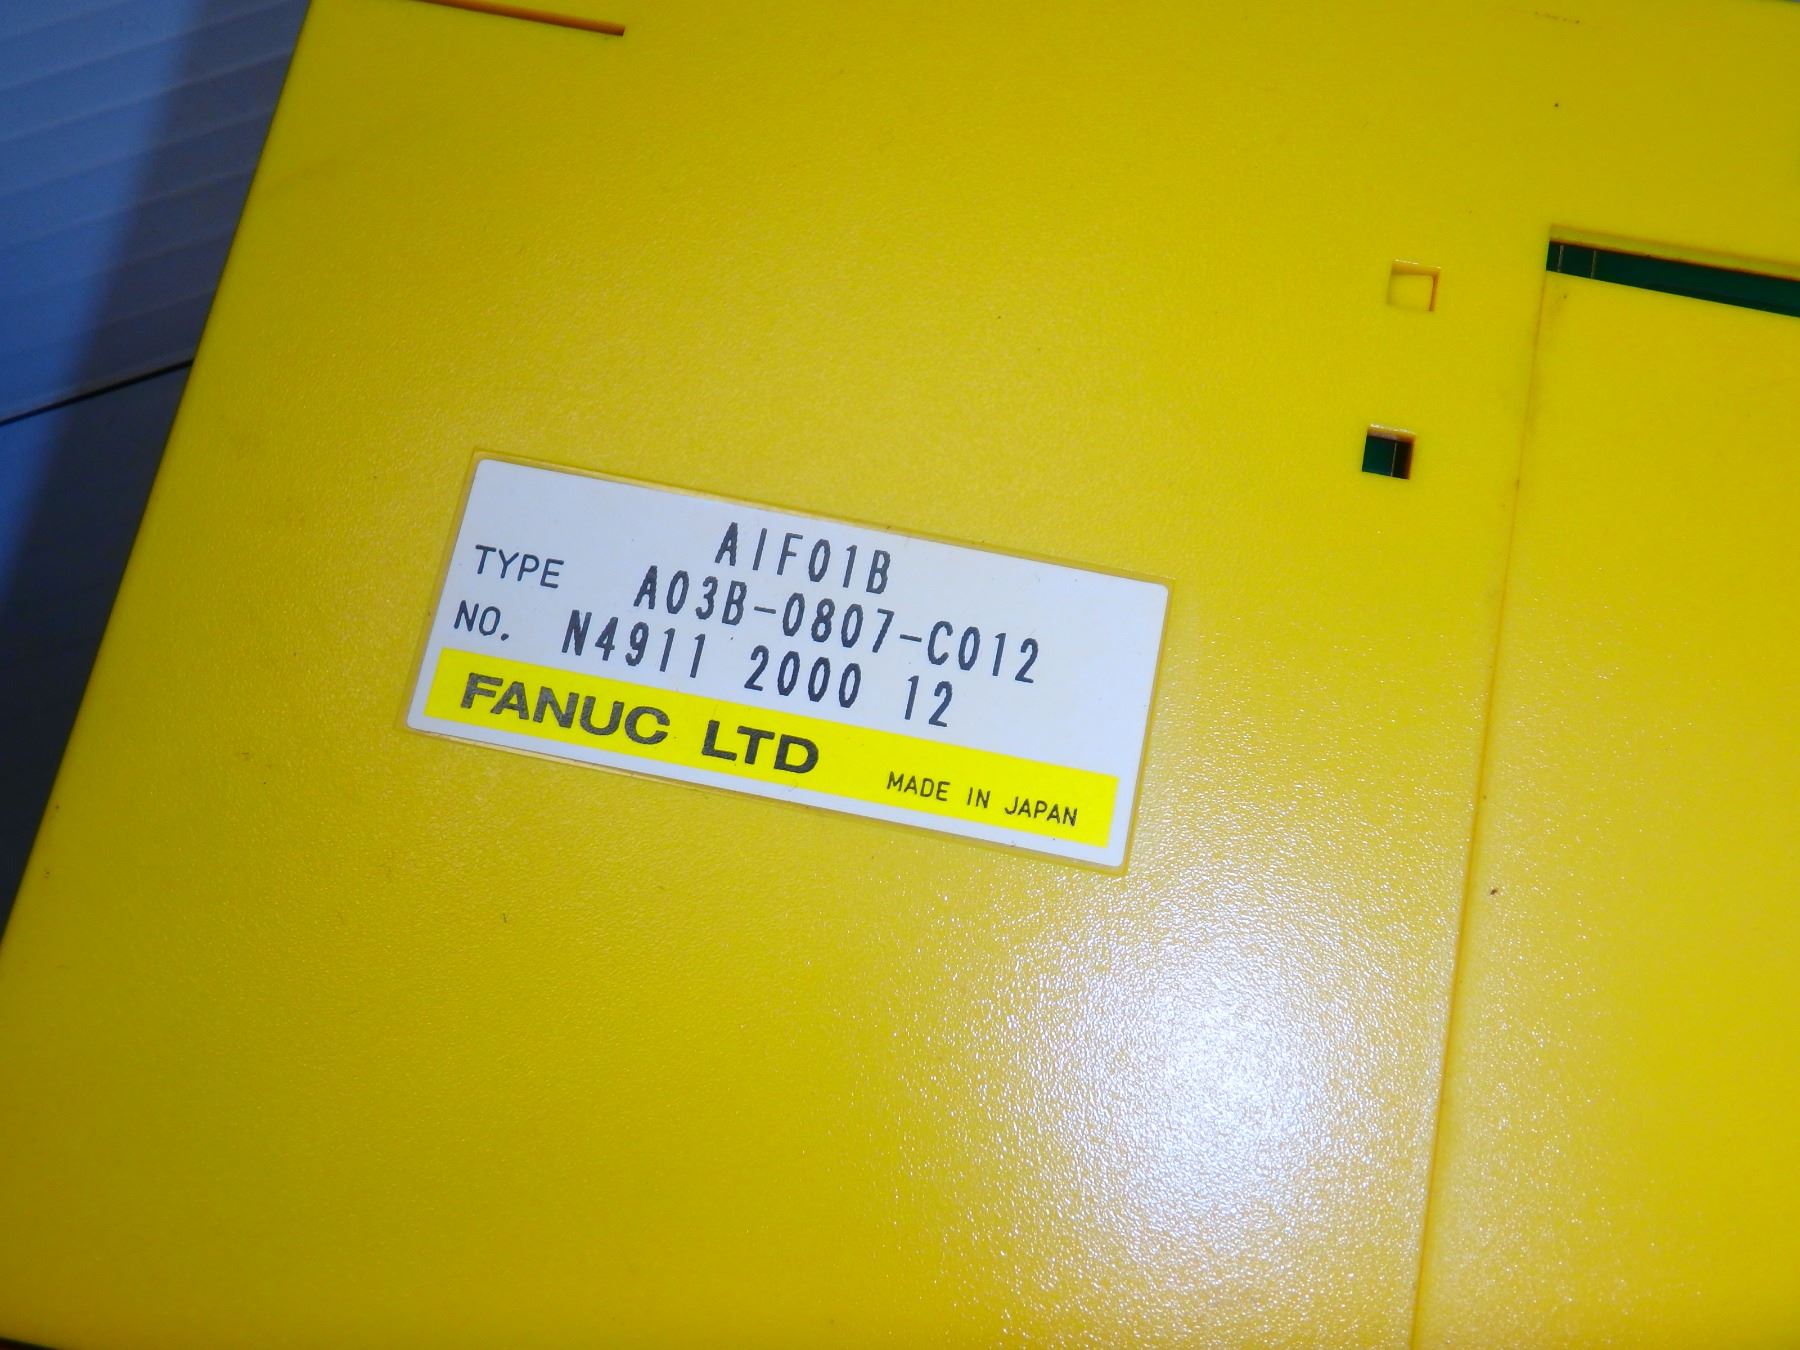 AIF01B
TYPE A03B-0807-C012
NO. N4911 2000 12
FANUC LTD MADE IN JAPAN